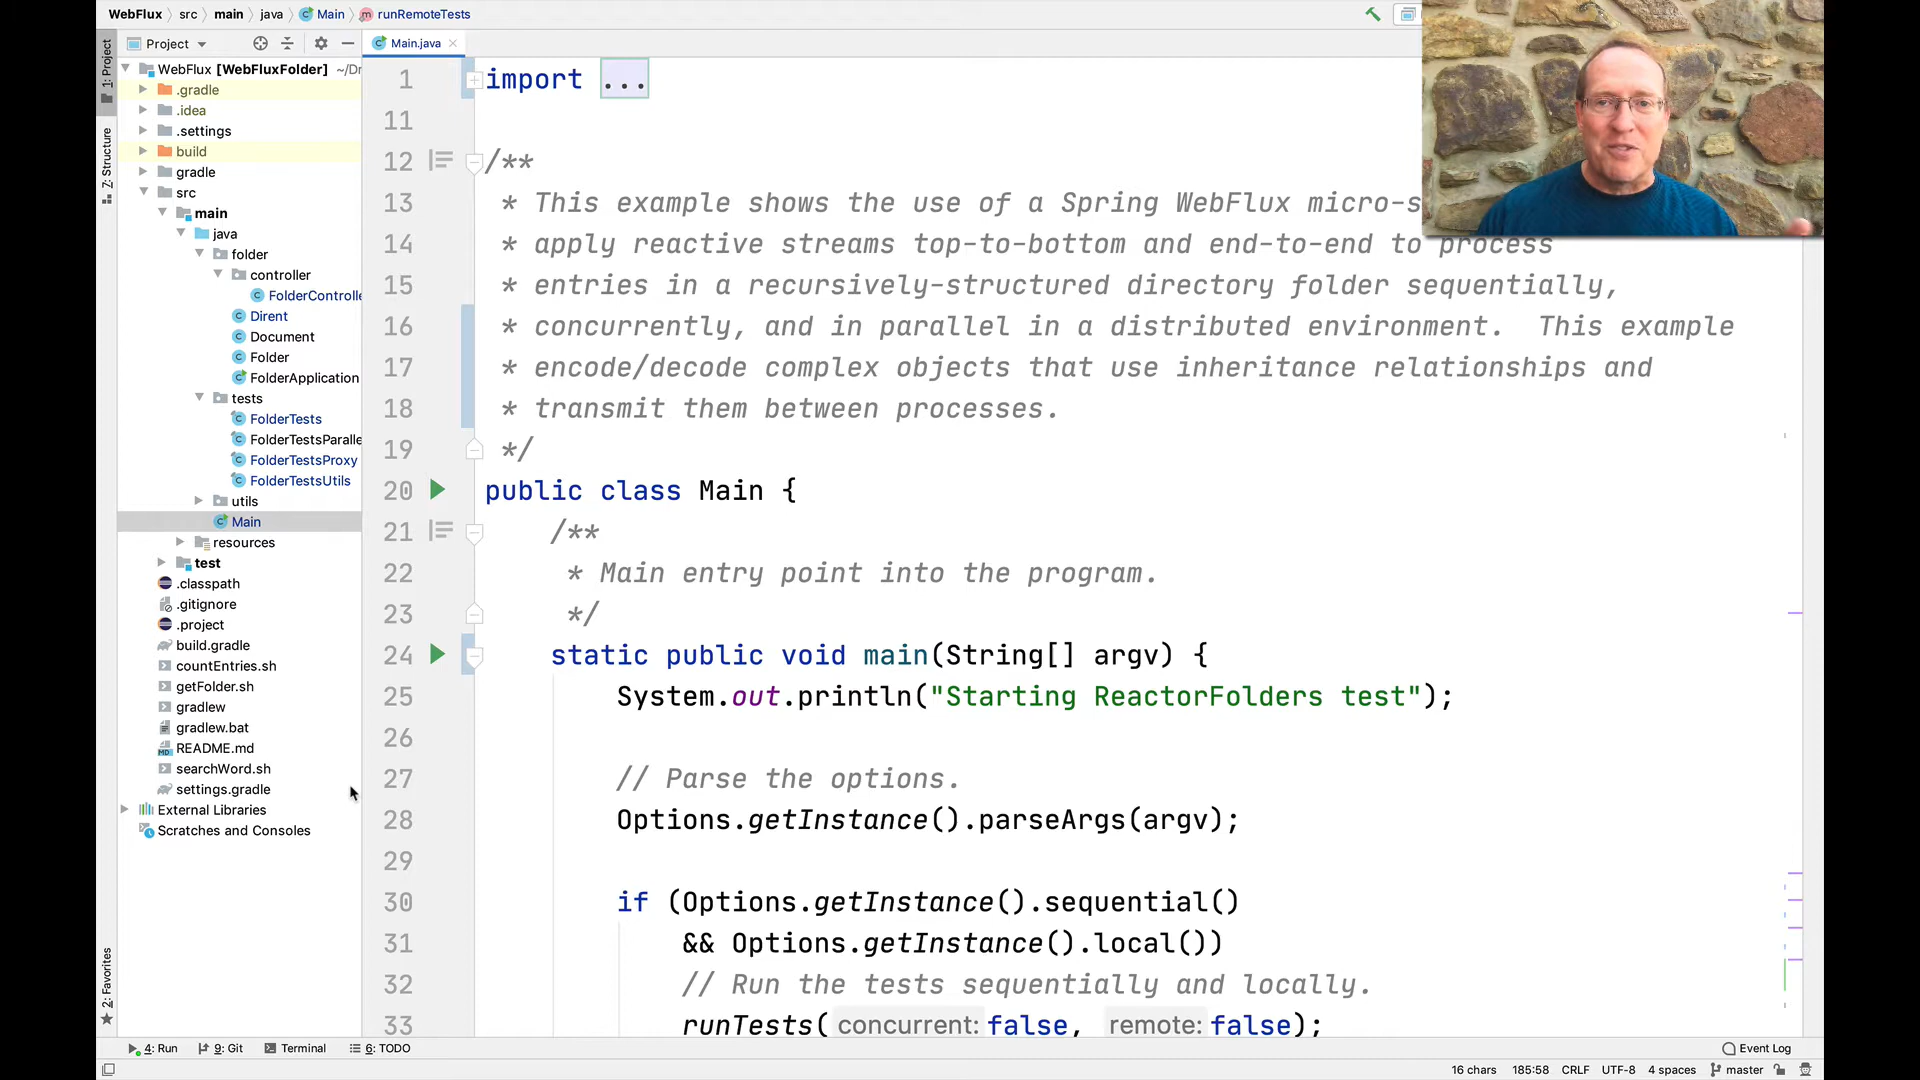 WebFlux src main java Main runRemoteTests
Project
Main.java
1: Project
Z: Structure
2: Favorites
WebFlux [WebFluxFolder]
.gradle
.idea
.settings
build
gradle
src
main
java
folder
controller
FolderControlle
Dirent
Document
Folder
FolderApplication
tests
FolderTests
FolderTestsParalle
FolderTestsProxy
FolderTestsUtils
utils
Main
resources
test
.classpath
.gitignore
.project
build.gradle
countEntries.sh
getFolder.sh
gradlew
gradlew.bat
README.md
searchWord.sh
settings.gradle
External Libraries
Scratches and Consoles
1 import ...
11
12 /**
13 * This example shows the use of a Spring WebFlux micro-s
14 * apply reactive streams top-to-bottom and end-to-end to process
15 * entries in a recursively-structured directory folder sequentially,
16 * concurrently, and in parallel in a distributed environment.  This example
17 * encode/decode complex objects that use inheritance relationships and
18 * transmit them between processes.
19 */
20 public class Main {
21 /**
22 * Main entry point into the program.
23 */
24 static public void main(String[] argv) {
25 System.out.println("Starting ReactorFolders test");
26
27 // Parse the options.
28 Options.getInstance().parseArgs(argv);
29
30 if (Options.getInstance().sequential()
31 && Options.getInstance().local())
32 // Run the tests sequentially and locally.
33 runTests( concurrent: false, remote: false);
4: Run 9: Git Terminal 6: TODO Event Log
16 chars 185:58 CRLF UTF-8 4 spaces master